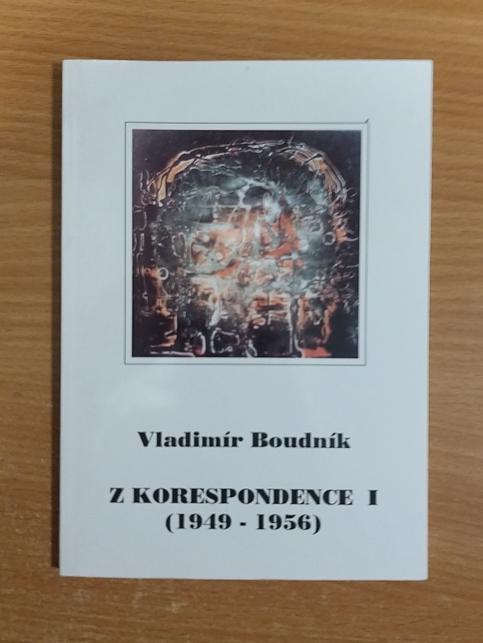 Vladimír Boudník
Z KORESPONDENCE I
(1949 - 1956)